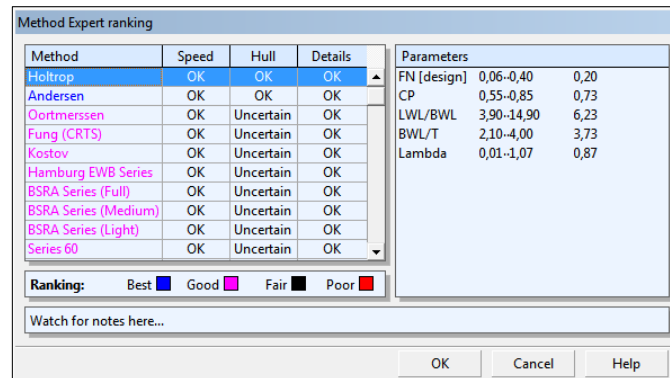 Method Expert ranking
Method Speed Hull Details
Holtrop OK OK OK
Andersen OK OK OK
Oortmerssen OK Uncertain OK
Fung (CRTS) OK Uncertain OK
Kostov OK Uncertain OK
Hamburg EWB Series OK Uncertain OK
BSRA Series (Full) OK Uncertain OK
BSRA Series (Medium) OK Uncertain OK
BSRA Series (Light) OK Uncertain OK
Series 60 OK Uncertain OK
Parameters
FN [design] 0,06··0,40 0,20
CP 0,55··0,85 0,73
LWL/BWL 3,90··14,90 6,23
BWL/T 2,10··4,00 3,73
Lambda 0,01··1,07 0,87
Ranking: Best Good Fair Poor
Watch for notes here...
OK Cancel Help